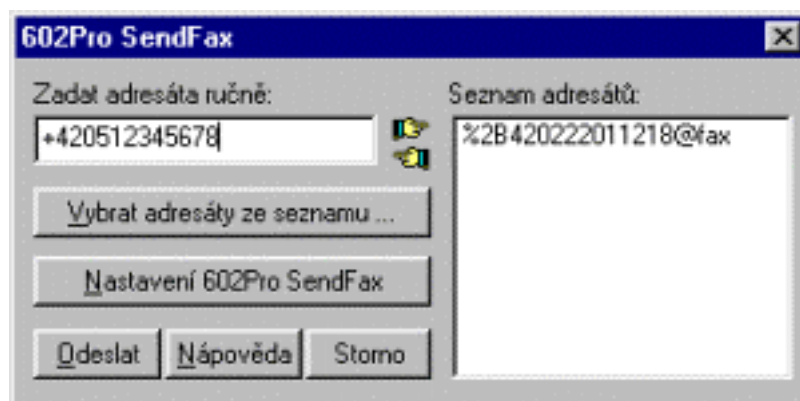 602Pro SendFax
Zadat adresáta ručně:
+420512345678
Vybrat adresáty ze seznamu ...
Nastavení 602Pro SendFax
Odeslat Nápověda Storno
Seznam adresátů:
%2B420222011218@fax